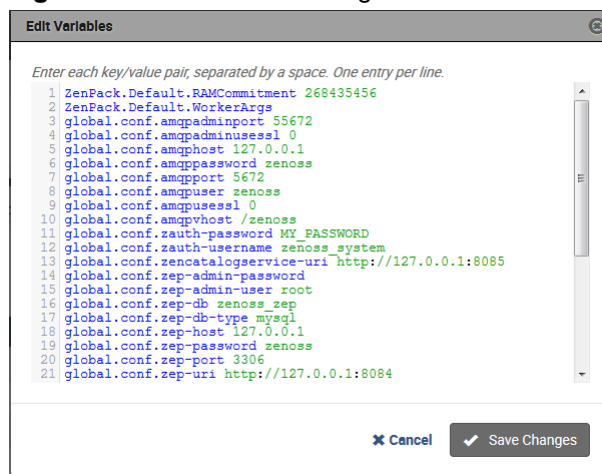 Edit Variables
Enter each key/value pair, separated by a space. One entry per line.
1 ZenPack.Default.RAMCommitment 268435456
2 ZenPack.Default.WorkerArgs
3 global.conf.amqpadminport 55672
4 global.conf.amqpadminusessl 0
5 global.conf.amqphost 127.0.0.1
6 global.conf.amqppassword zenoss
7 global.conf.amqpport 5672
8 global.conf.amqpuser zenoss
9 global.conf.amqpusessl 0
10 global.conf.amqpvhost /zenoss
11 global.conf.zauth-password MY_PASSWORD
12 global.conf.zauth-username zenoss_system
13 global.conf.zencatalogservice-uri http://127.0.0.1:8085
14 global.conf.zep-admin-password
15 global.conf.zep-admin-user root
16 global.conf.zep-db zenoss_zep
17 global.conf.zep-db-type mysql
18 global.conf.zep-host 127.0.0.1
19 global.conf.zep-password zenoss
20 global.conf.zep-port 3306
21 global.conf.zep-uri http://127.0.0.1:8084
Cancel
Save Changes